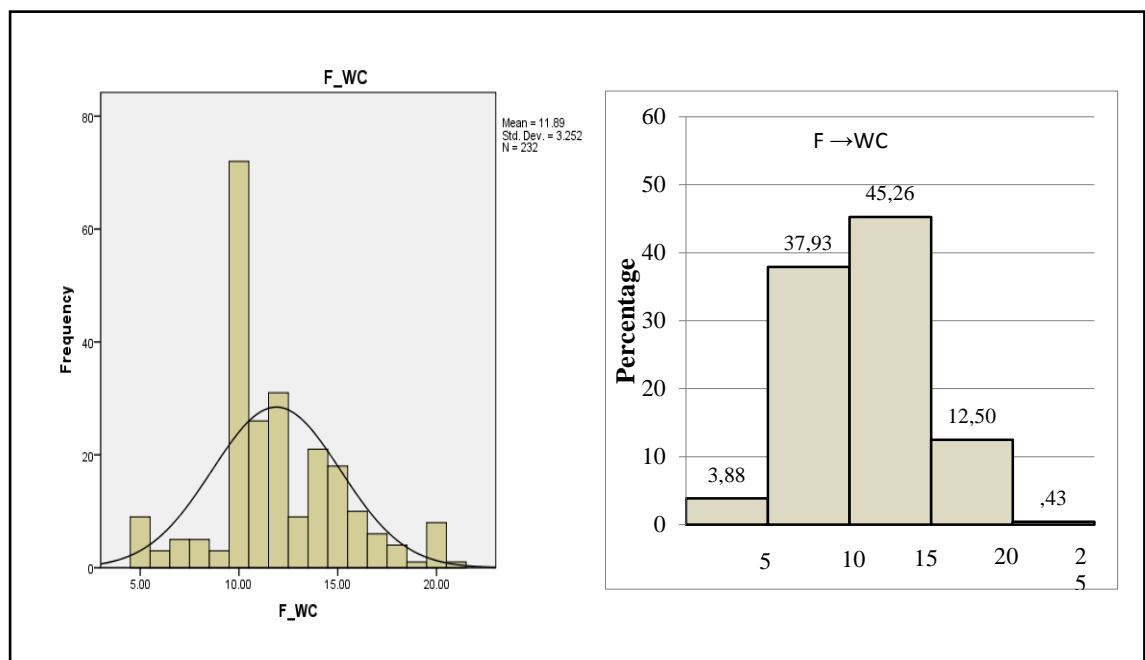 F_WC
Mean = 11.89
Std. Dev. = 3.252
N = 232
80
60
40
20
0
Frequency
5.00 10.00 15.00 20.00
F_WC
F →WC
60
50
40
30
20
10
0
Percentage
3,88
37,93
45,26
12,50
,43
5 10 15 20 2
5